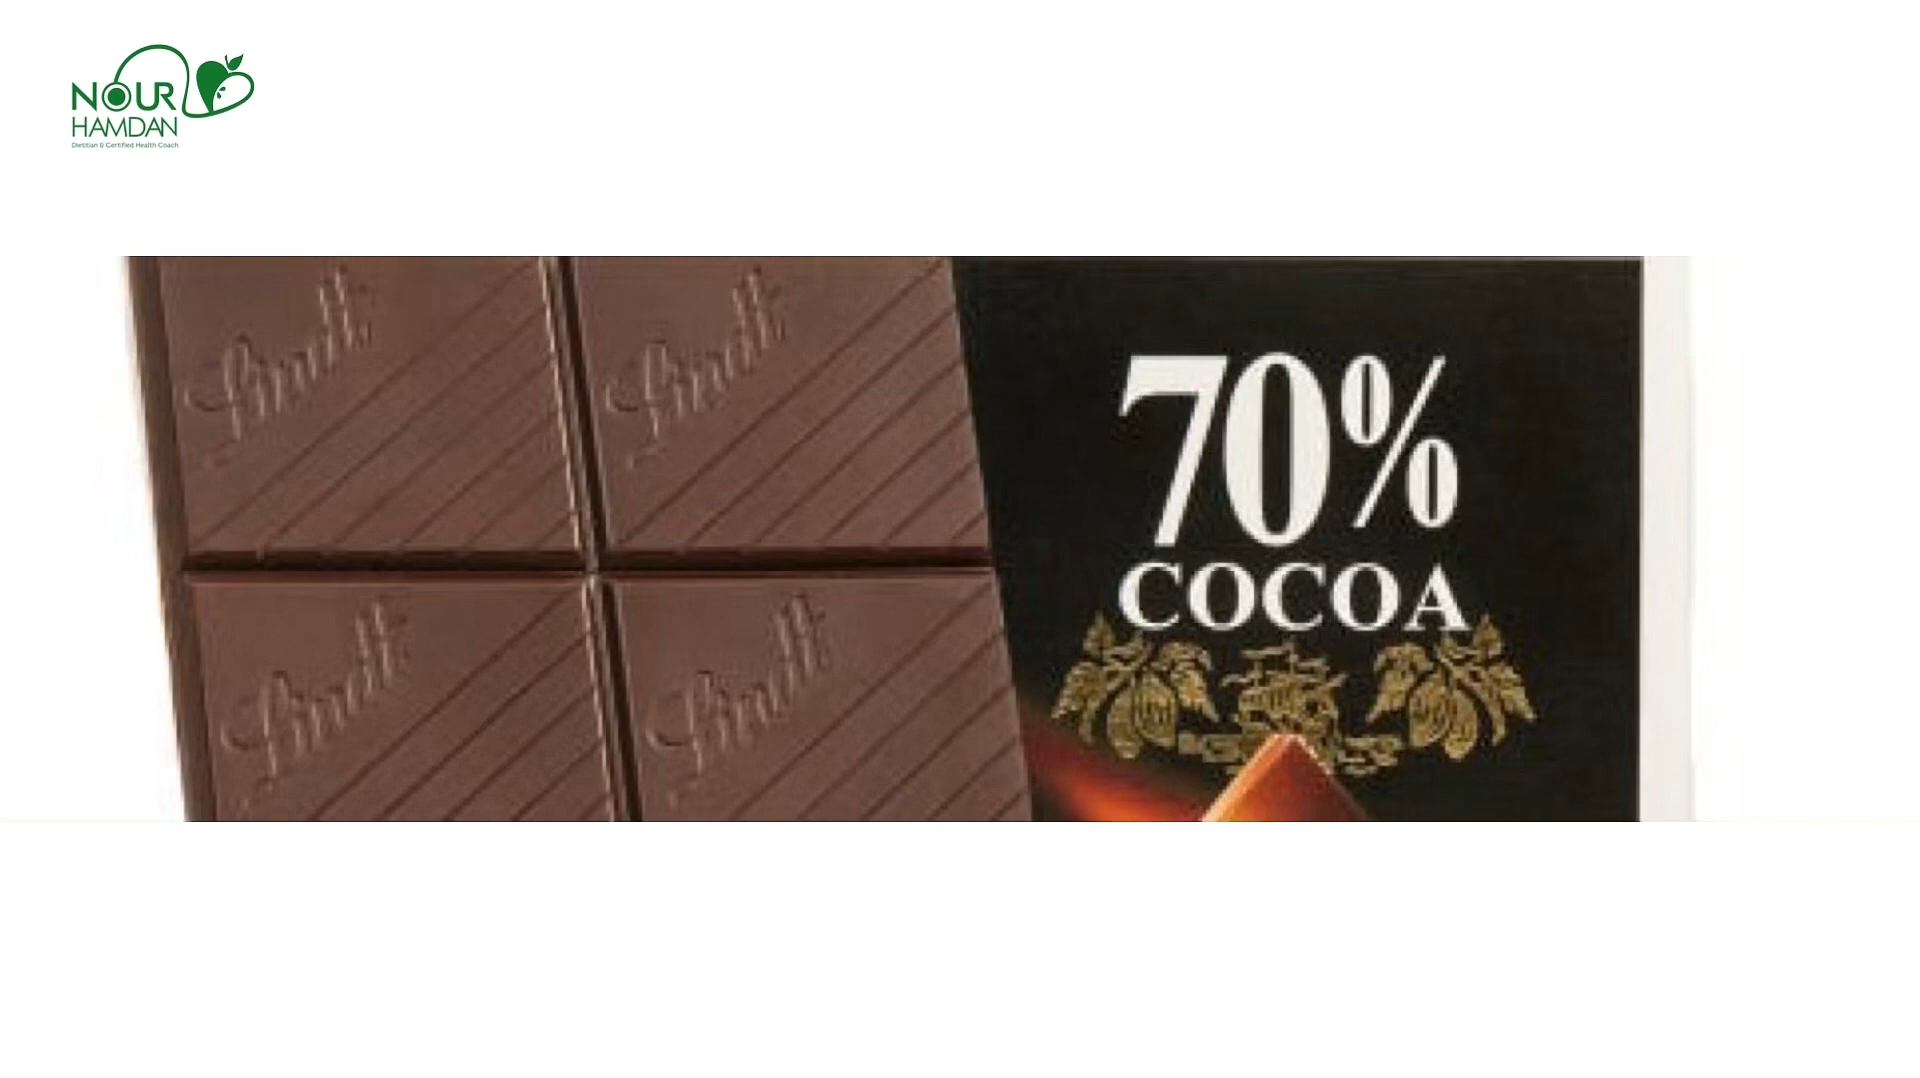 NOUR
HAMDAN
Dietitian & Certified Health Coach
Lindt
Lindt
70%
COCOA
Lindt
Lindt